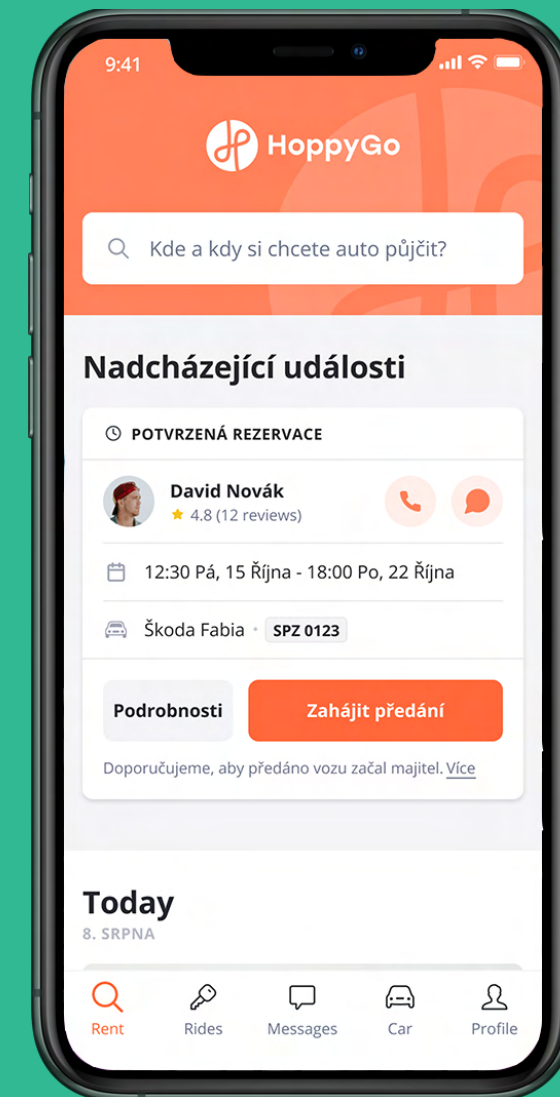 9:41
HoppyGo
Kde a kdy si chcete auto půjčit?
Nadcházející události
POTVRZENÁ REZERVACE
David Novák
4.8 (12 reviews)
12:30 Pá, 15 Října - 18:00 Po, 22 Října
Škoda Fabia • SPZ 0123
Podrobnosti Zahájit předání
Doporučujeme, aby předáno vozu začal majitel. Více
Today
8. SRPNA
Rent Rides Messages Car Profile